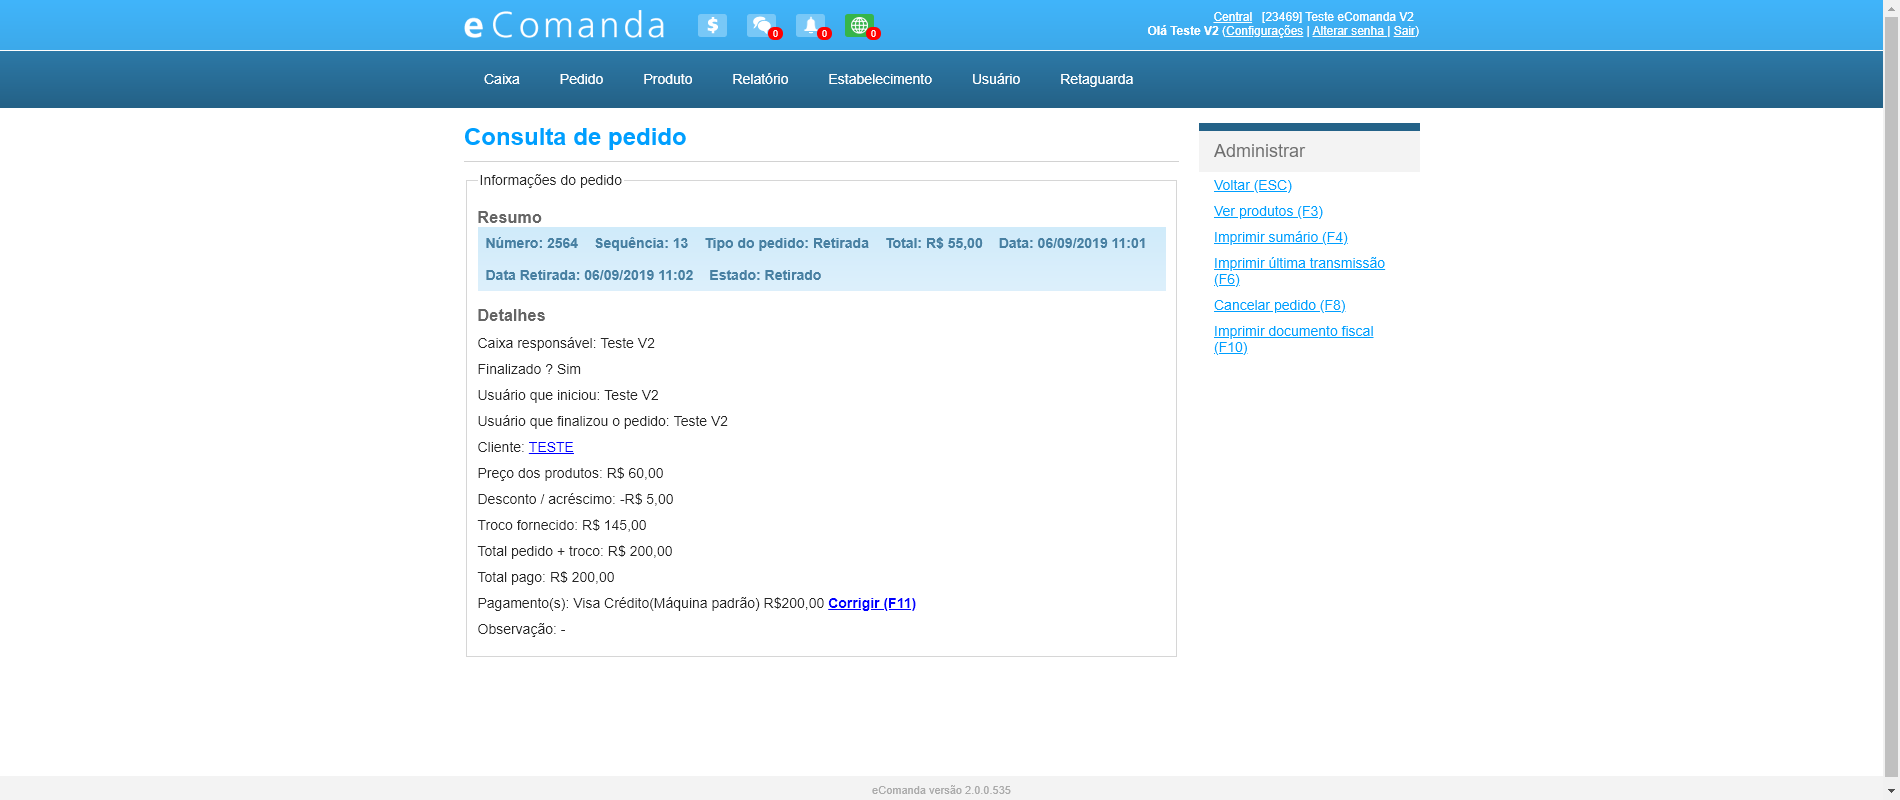 eComanda
$ 0 0 0
Central [23469] Teste eComanda V2
Olá Teste V2 (Configurações | Alterar senha | Sair)
Caixa Pedido Produto Relatório Estabelecimento Usuário Retaguarda
Consulta de pedido
Informações do pedido
Resumo
Número: 2564 Sequência: 13 Tipo do pedido: Retirada Total: R$ 55,00 Data: 06/09/2019 11:01
Data Retirada: 06/09/2019 11:02 Estado: Retirado
Detalhes
Caixa responsável: Teste V2
Finalizado ? Sim
Usuário que iniciou: Teste V2
Usuário que finalizou o pedido: Teste V2
Cliente: TESTE
Preço dos produtos: R$ 60,00
Desconto / acréscimo: -R$ 5,00
Troco fornecido: R$ 145,00
Total pedido + troco: R$ 200,00
Total pago: R$ 200,00
Pagamento(s): Visa Crédito(Máquina padrão) R$200,00 Corrigir (F11)
Observação: -
Administrar
Voltar (ESC)
Ver produtos (F3)
Imprimir sumário (F4)
Imprimir última transmissão
(F6)
Cancelar pedido (F8)
Imprimir documento fiscal
(F10)
eComanda versão 2.0.0.535